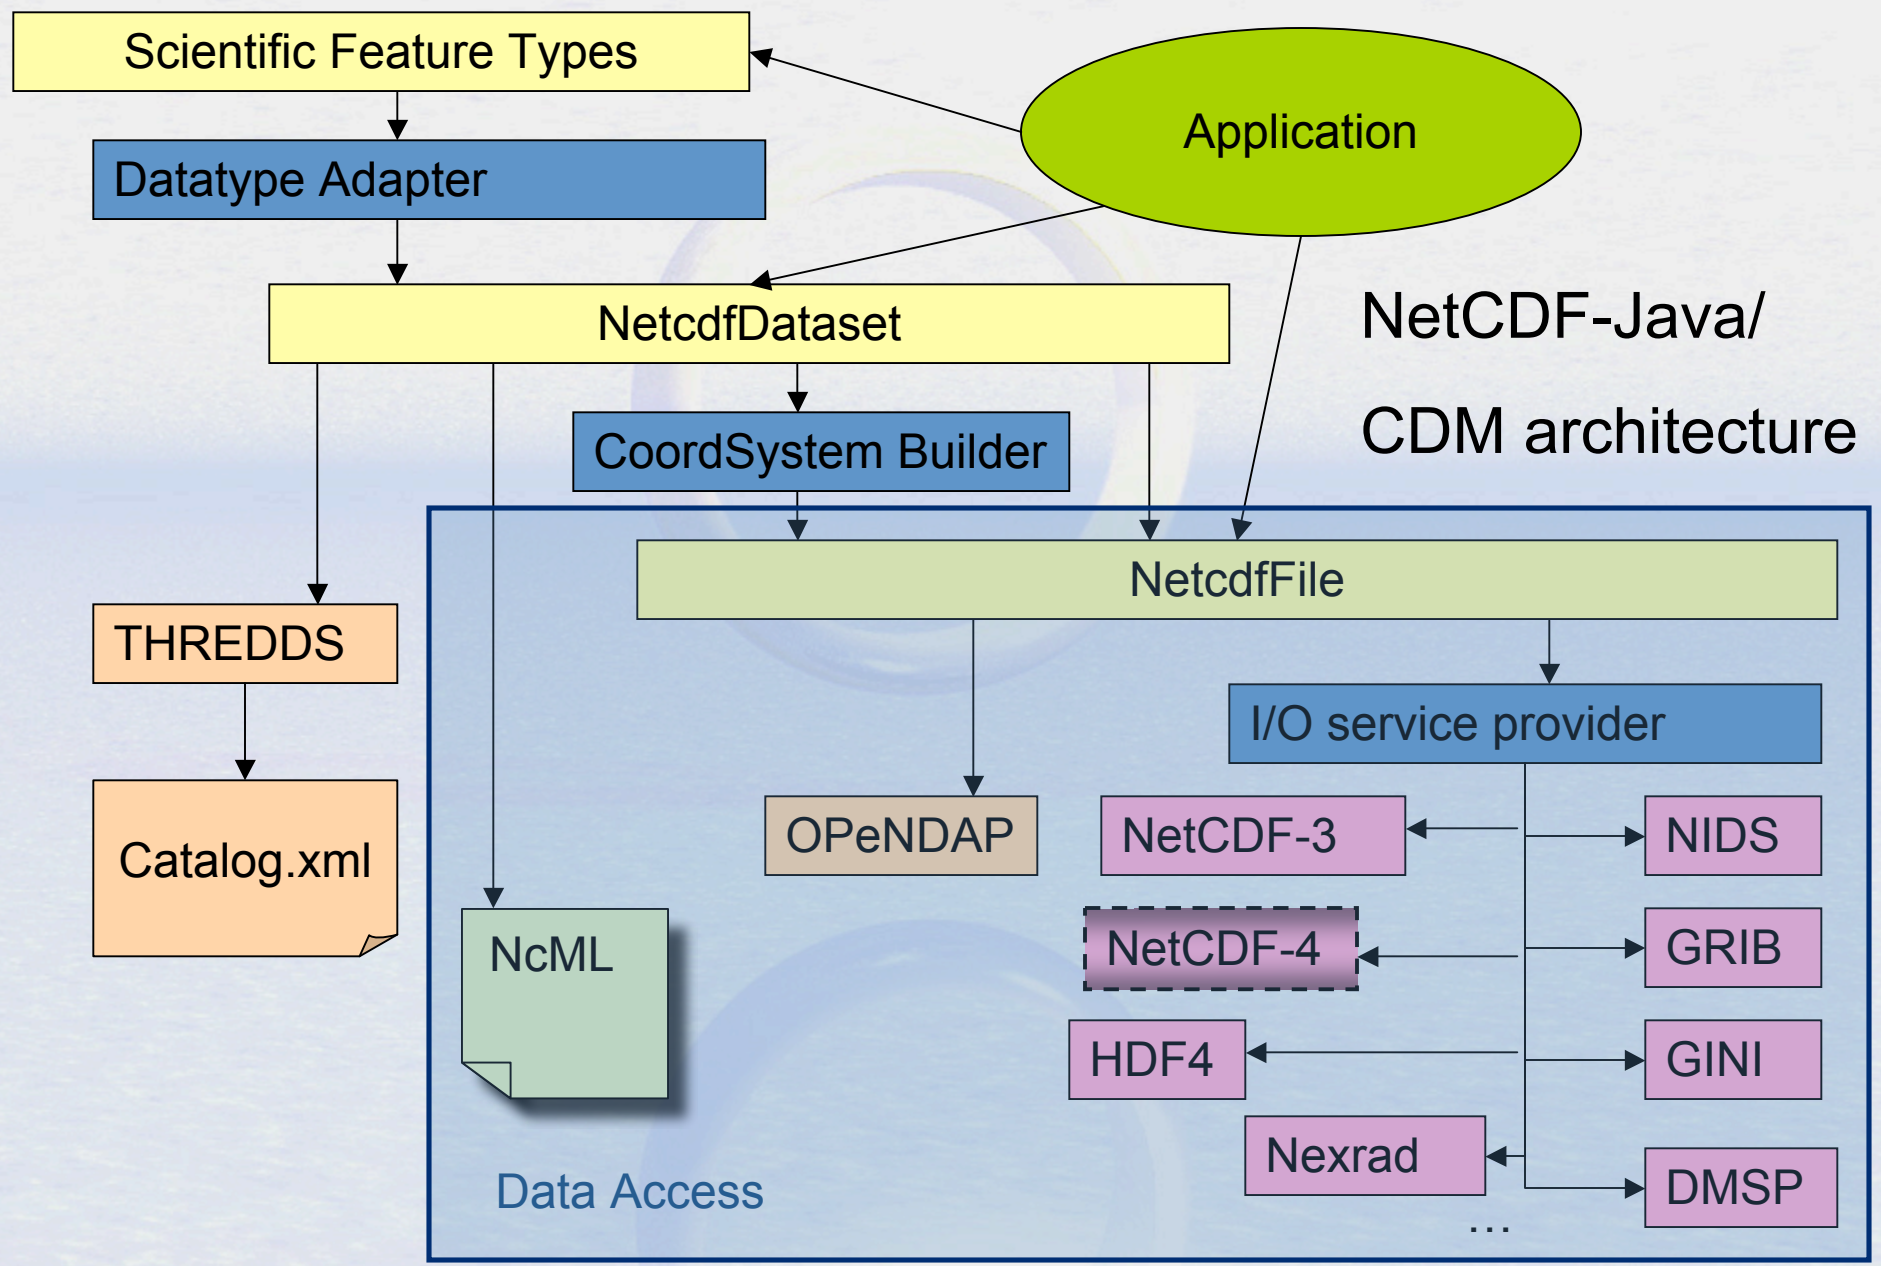 Scientific Feature Types
Application
Datatype Adapter
NetcdfDataset
NetCDF-Java/
CDM architecture
CoordSystem Builder
NetcdfFile
THREDDS
I/O service provider
Catalog.xml
OPeNDAP
NetCDF-3
NIDS
NcML
NetCDF-4
GRIB
HDF4
GINI
Nexrad
DMSP
Data Access
...